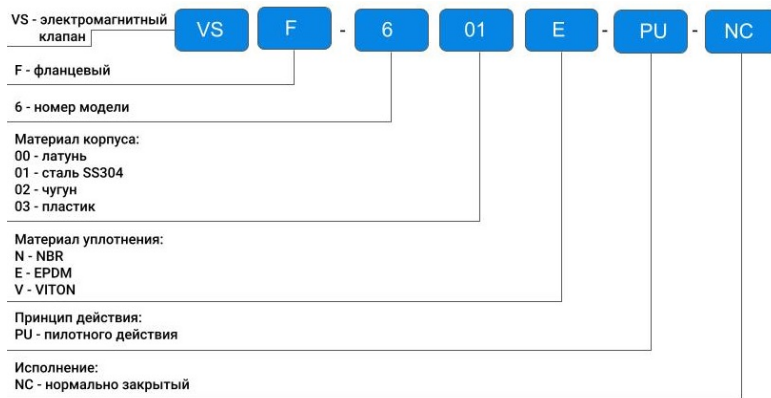 VS - электромагнитный
клапан
VS F - 6 01 E - PU - NC
F - фланцевый
6 - номер модели
Материал корпуса:
00 - латунь
01 - сталь SS304
02 - чугун
03 - пластик
Материал уплотнения:
N - NBR
E - EPDM
V - VITON
Принцип действия:
PU - пилотного действия
Исполнение:
NC - нормально закрытый